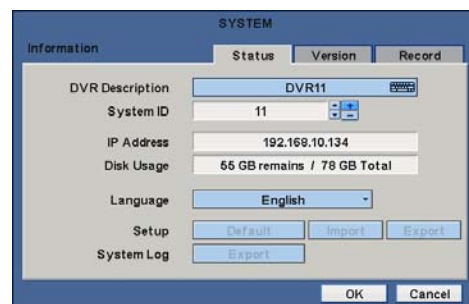 SYSTEM
Information
Status Version Record
DVR Description DVR11
System ID 11
IP Address 192.168.10.134
Disk Usage 55 GB remains / 78 GB Total
Language English
Setup Default Import Export
System Log Export
OK Cancel